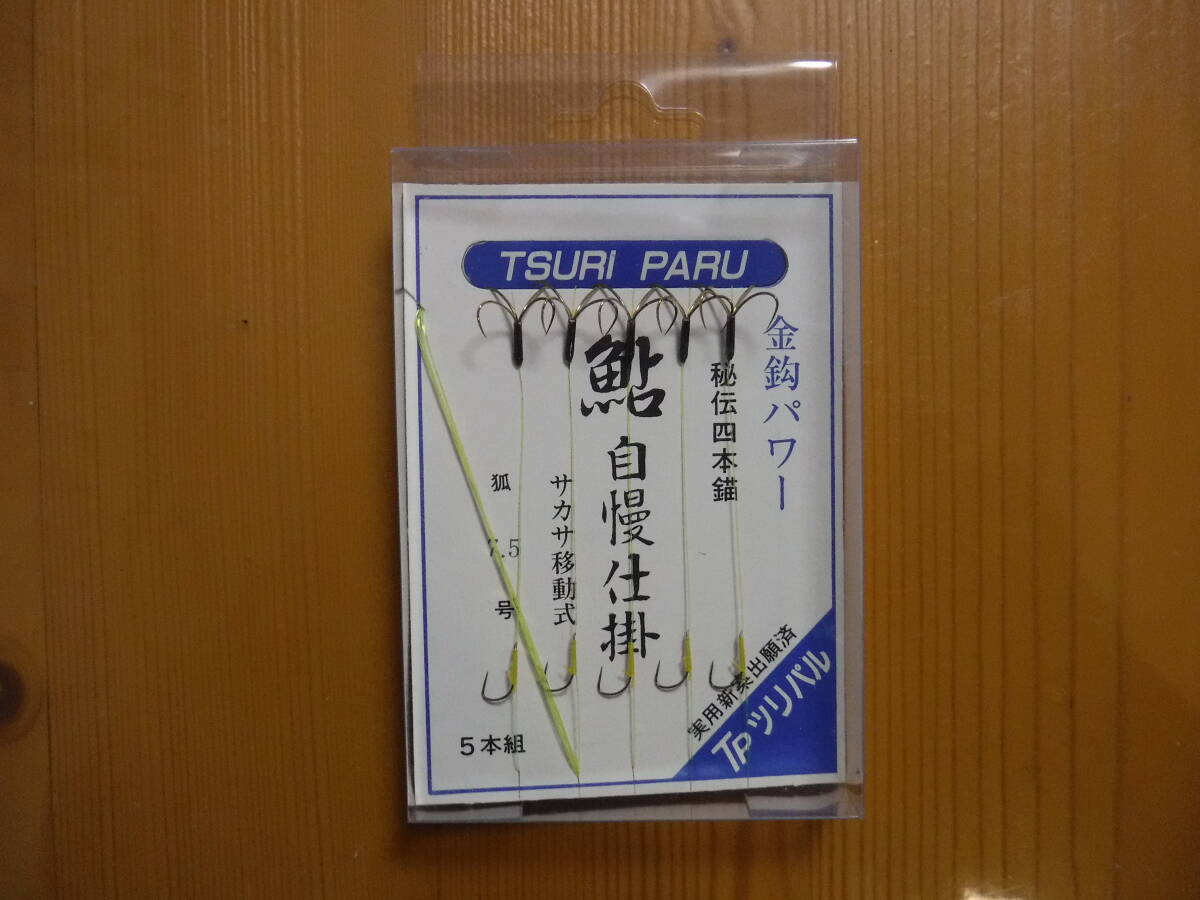 TSURI PARU
金鈎パワー
秘伝四本錨
鮎自慢仕掛
サカサ移動式
狐 7.5 号
5本組
実用新案出願済
TPツリパル